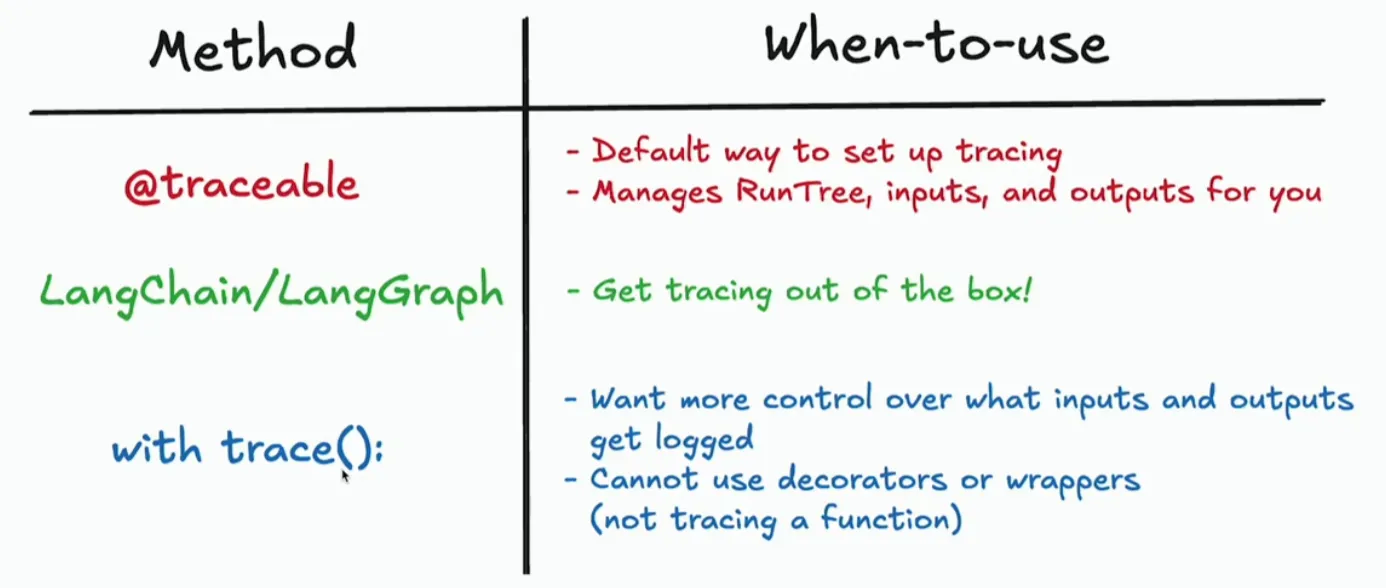 Method
When-to-use
@traceable
- Default way to set up tracing
- Manages RunTree, inputs, and outputs for you
LangChain/LangGraph
- Get tracing out of the box!
with trace():
- Want more control over what inputs and outputs
get logged
- Cannot use decorators or wrappers
(not tracing a function)